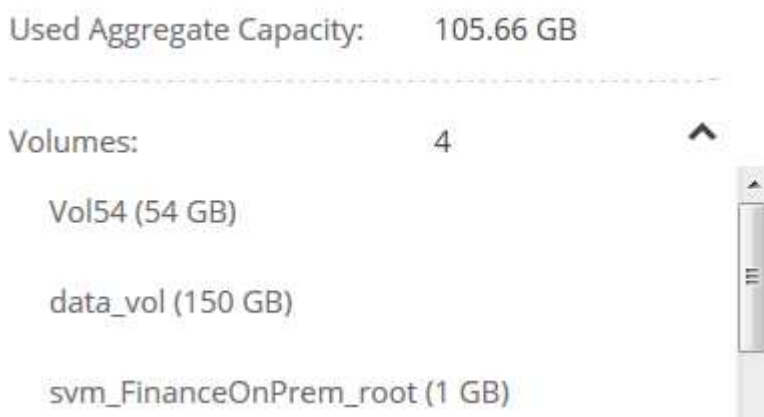 Used Aggregate Capacity: 105.66 GB
Volumes: 4
Vol54 (54 GB)
data_vol (150 GB)
svm_FinanceOnPrem_root (1 GB)